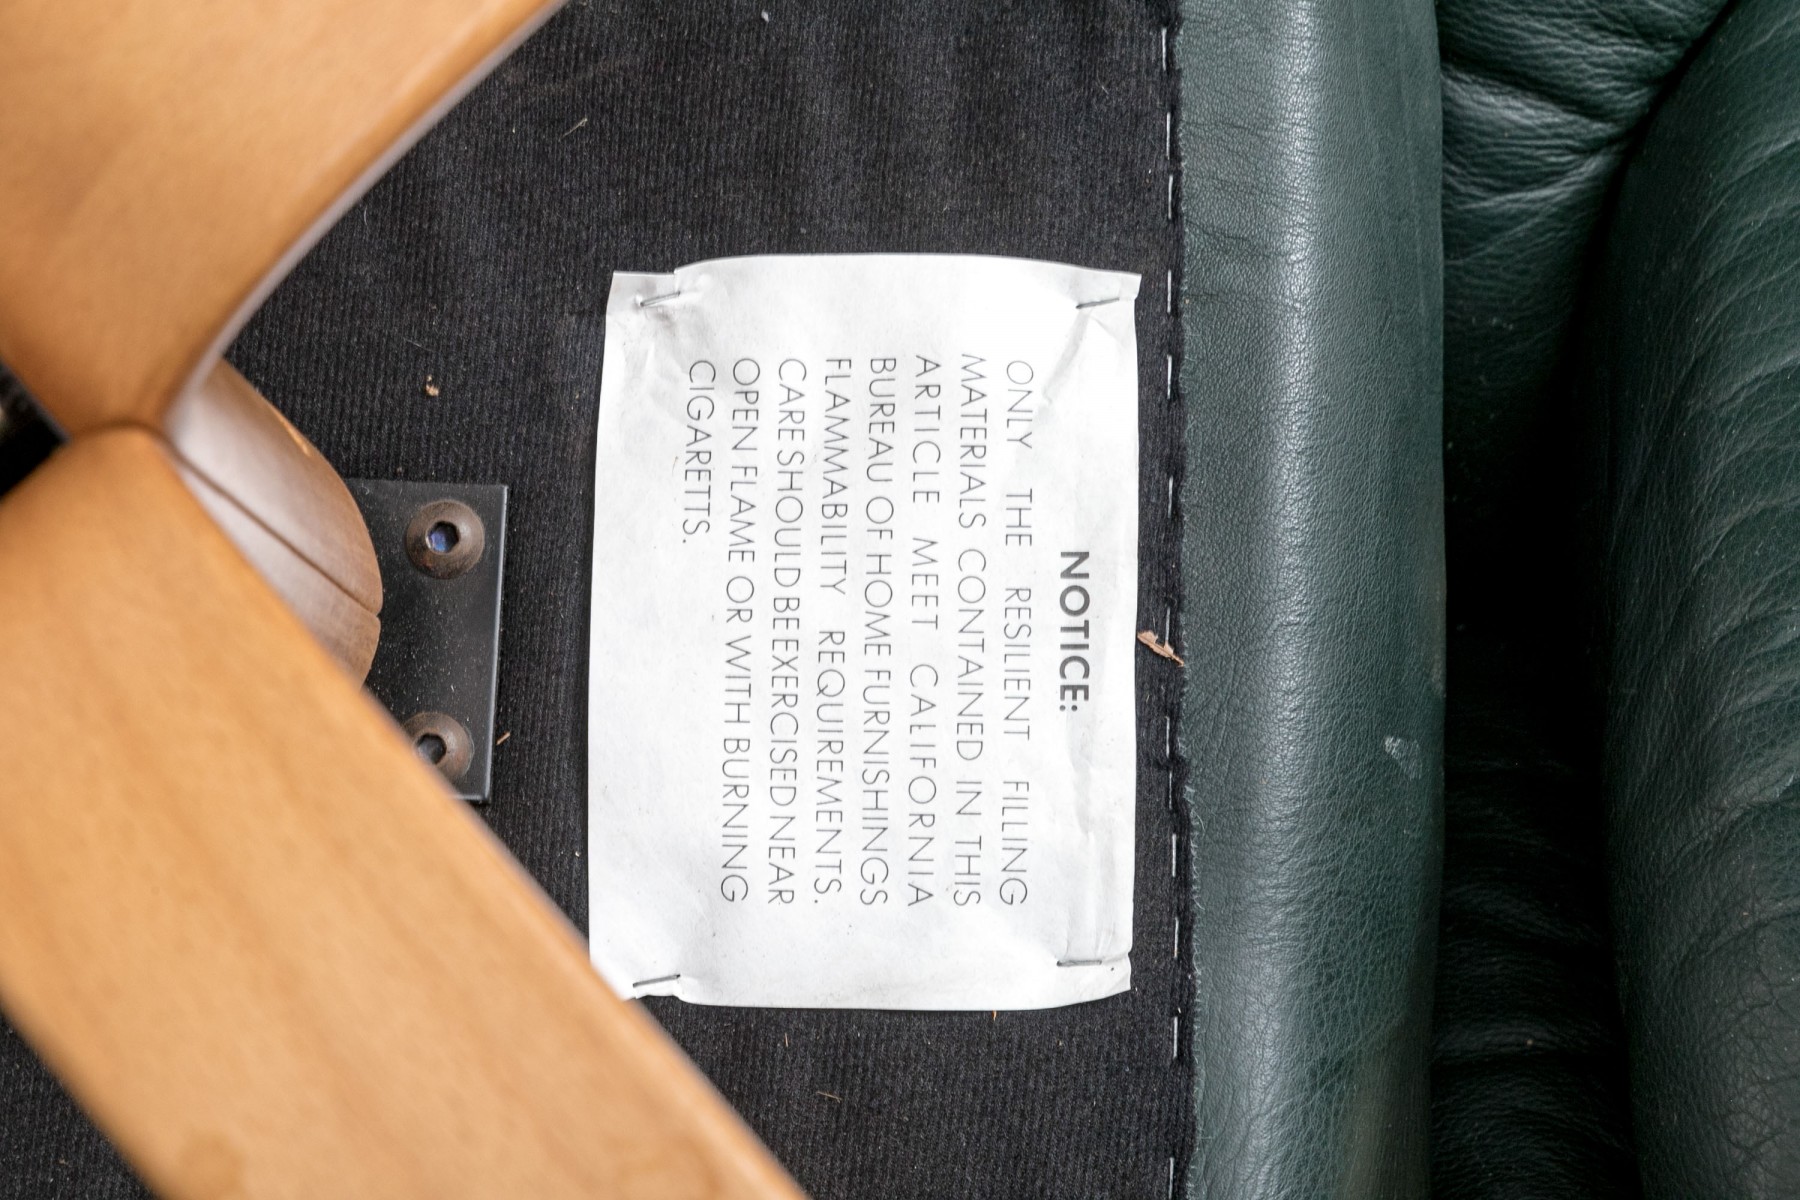 NOTICE:
ONLY THE RESILIENT FILLING
MATERIALS CONTAINED IN THIS
ARTICLE MEET CALIFORNIA
BUREAU OF HOME FURNISHINGS
FLAMMABILITY REQUIREMENTS.
CARE SHOULD BE EXERCISED NEAR
OPEN FLAME OR WITH BURNING
CIGARETTS.